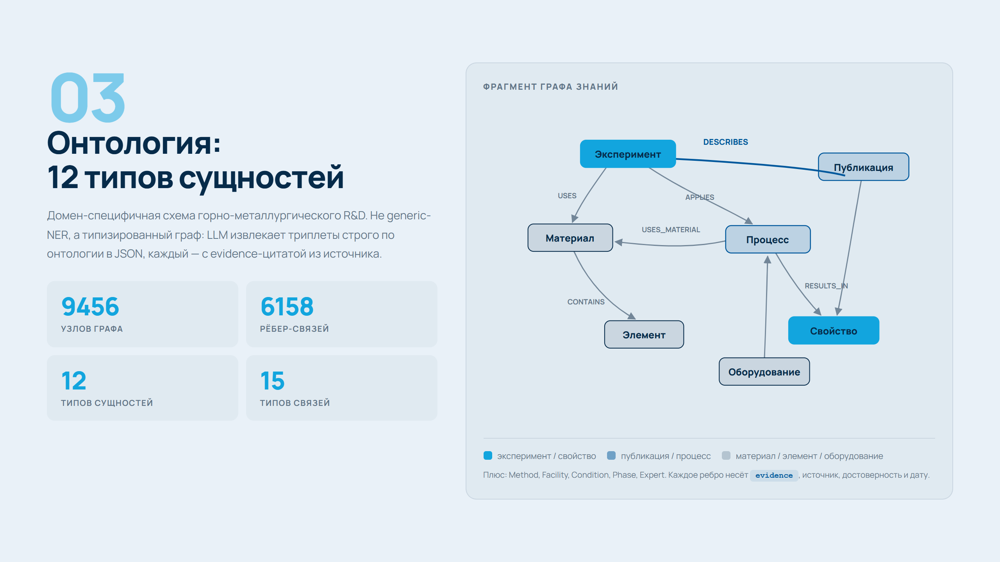 03
Онтология:
12 типов сущностей
Домен-специфичная схема горно-металлургического R&D. Не generic-
NER, а типизированный граф: LLM извлекает триплеты строго по
онтологии в JSON, каждый — с evidence-цитатой из источника.
9456
УЗЛОВ ГРАФА
6158
РЁБЕР-СВЯЗЕЙ
12
ТИПОВ СУЩНОСТЕЙ
15
ТИПОВ СВЯЗЕЙ
ФРАГМЕНТ ГРАФА ЗНАНИЙ
DESCRIBES
Эксперимент
Публикация
USES
APPLIES
USES_MATERIAL
Материал
Процесс
RESULTS_IN
CONTAINS
Свойство
Элемент
Оборудование
эксперимент / свойство
публикация / процесс
материал / элемент / оборудование
Плюс: Method, Facility, Condition, Phase, Expert. Каждое ребро несёт evidence, источник, достоверность и дату.